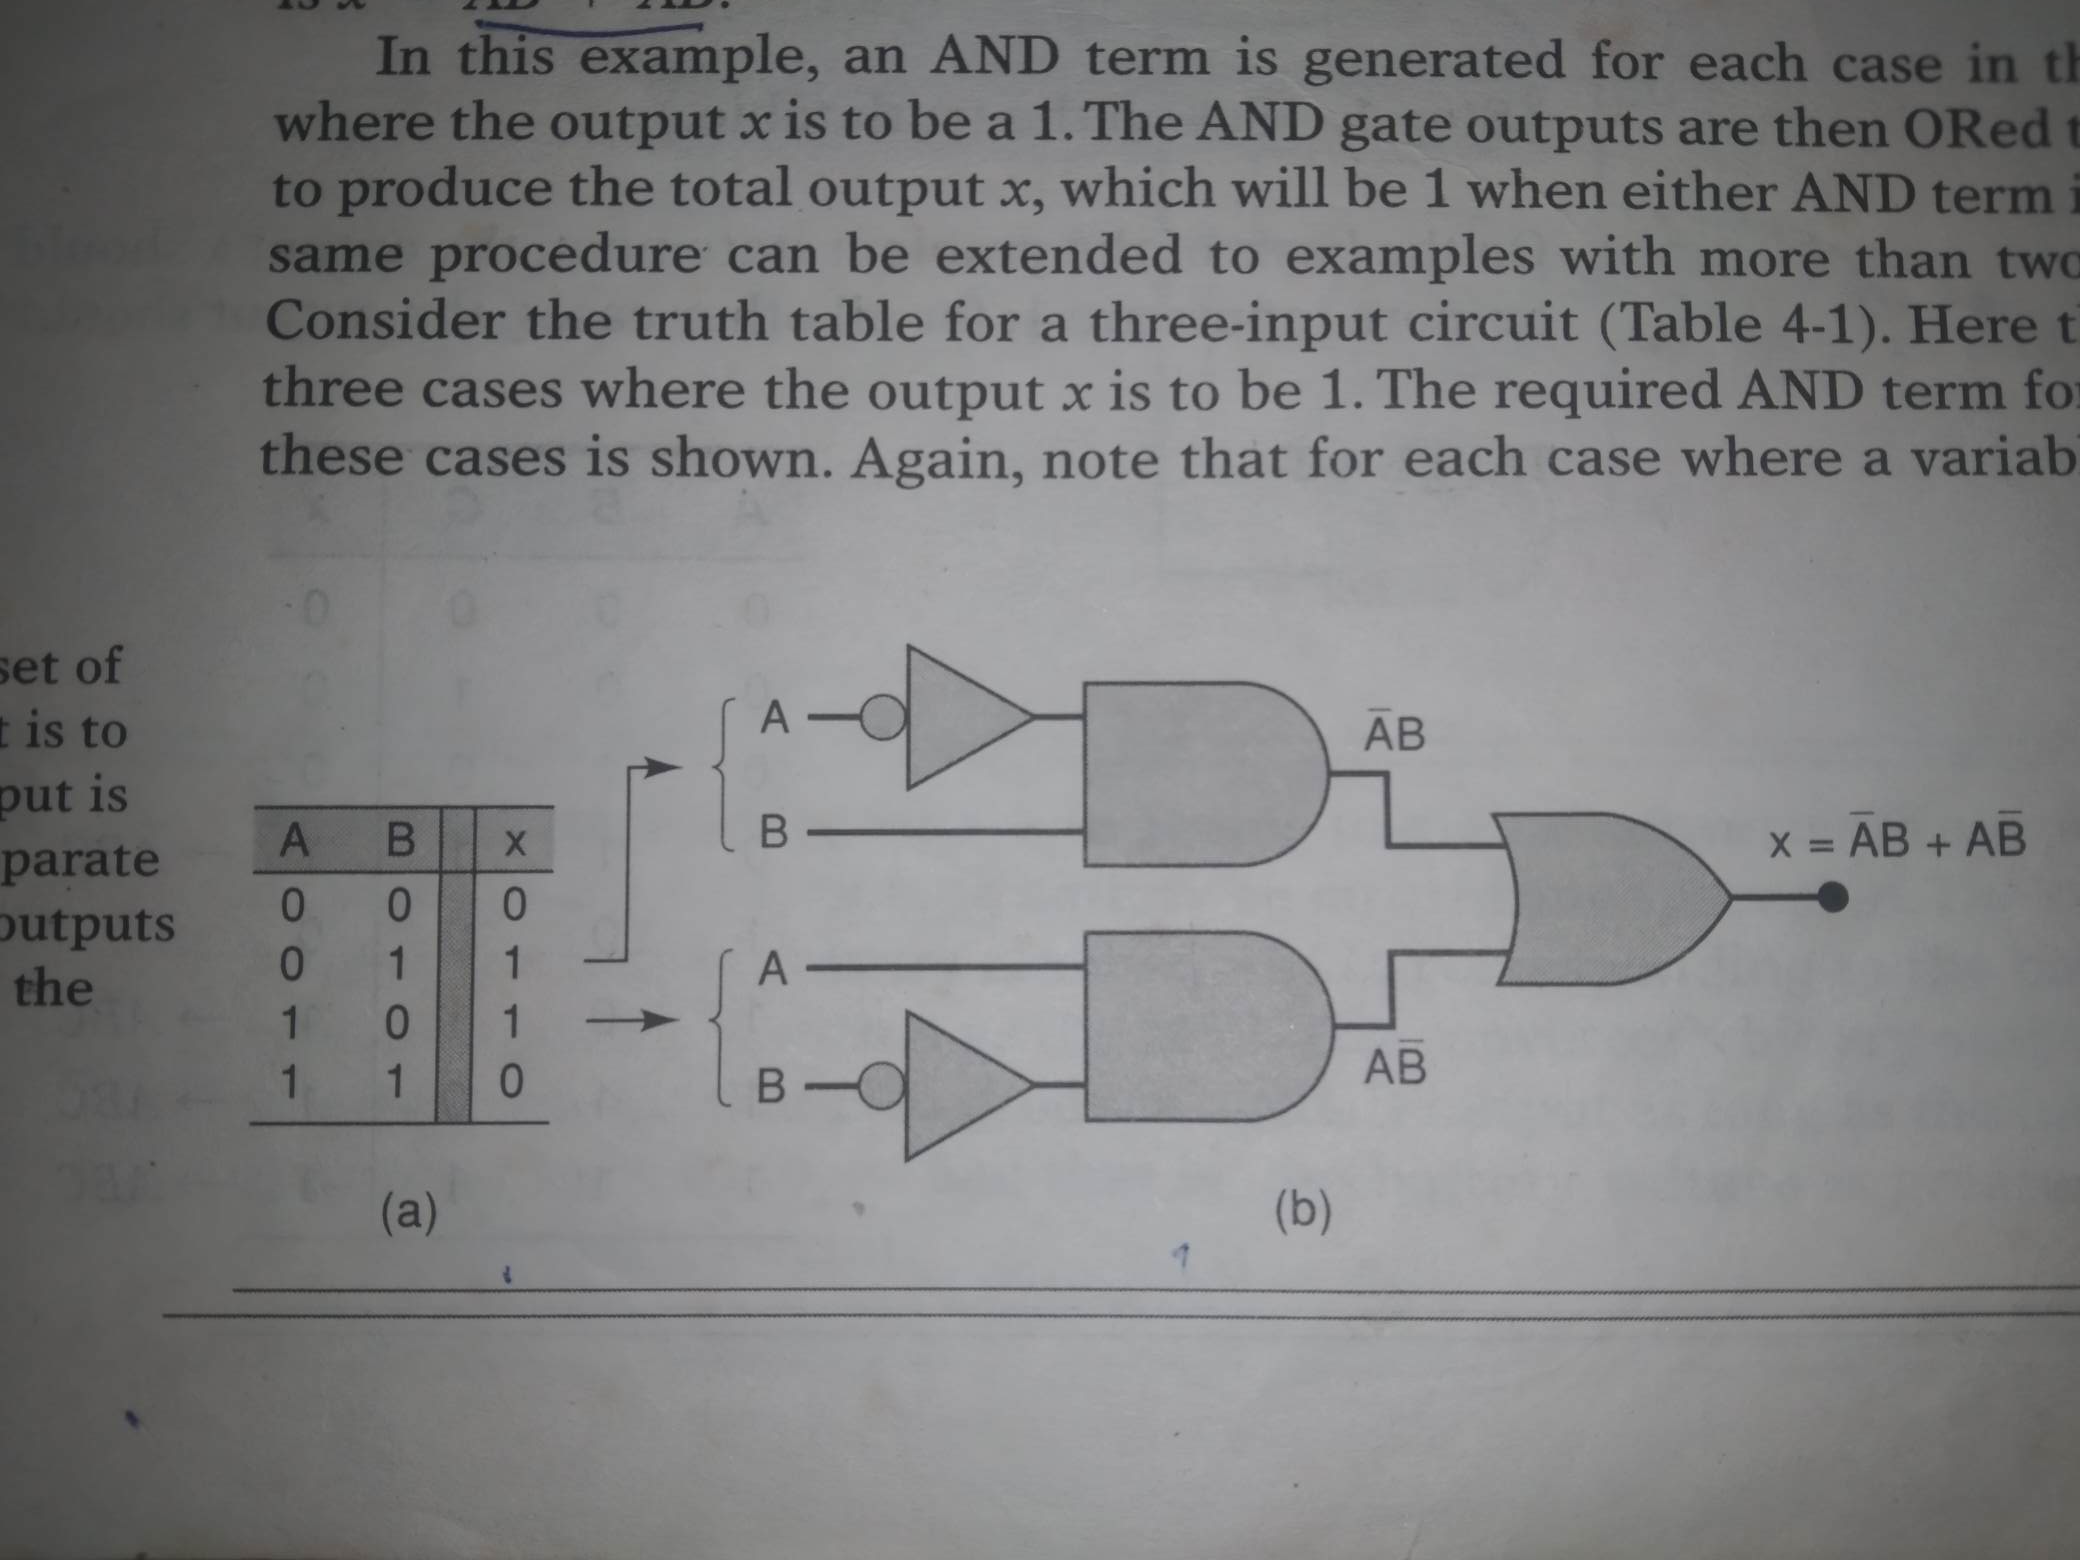 In this example, an AND term is generated for each case in
where the output x is to be a 1. The AND gate outputs are then ORed
to produce the total output x, which will be 1 when either AND term
same procedure can be extended to examples with more than
Consider the truth table for a three-input circuit (Table 4-1). Here
three cases where the output x is to be 1. The required AND term
these cases is shown. Again, note that for each case where a
set of
is to
put is
parate
outputs
the
A B x
0 0 0
0 1 1
1 0 1
1 1 0
(a)
A
B
A̅B
A
B
AB̅
x = A̅B + AB̅
(b)